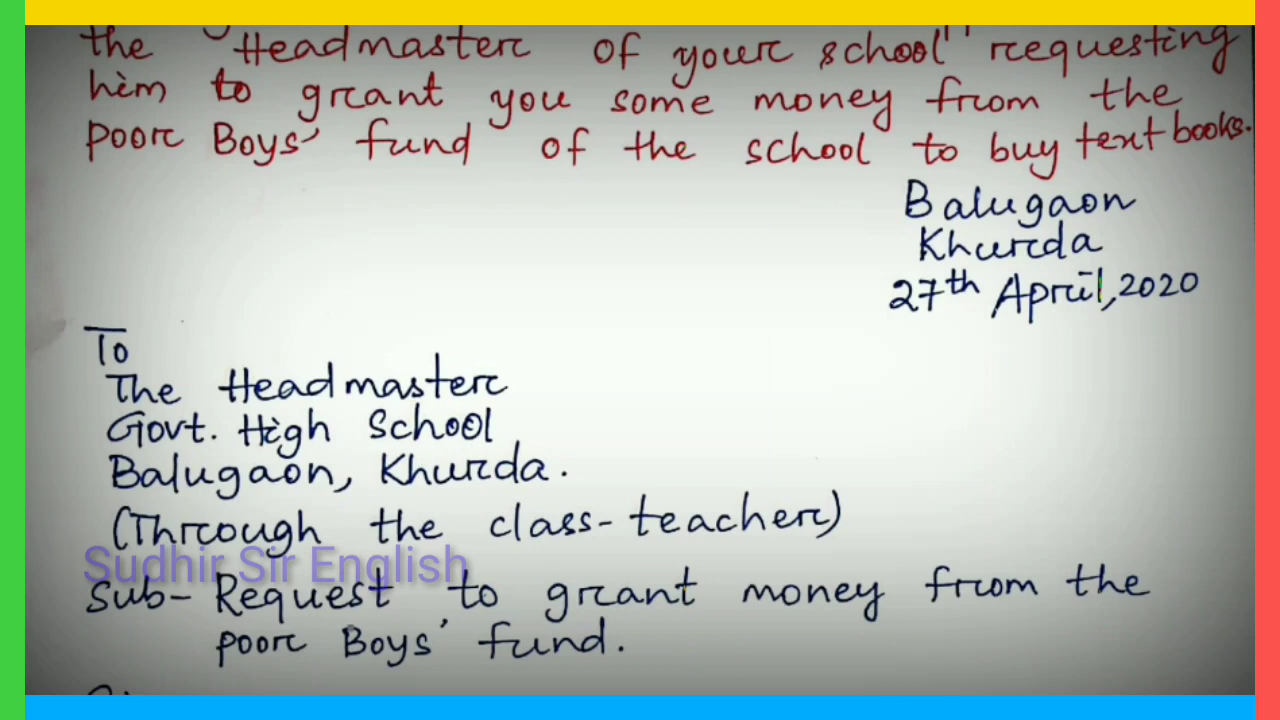 the "Headmaster of your school" requesting
him to grant you some money from the
poor Boys' fund of the school to buy text books.
Balugaon
Khurda
27th April, 2020
To
The Headmaster
Govt. High School
Balugaon, Khurda.
(Through the class-teacher)
Sudhir Sir English
Sub- Request to grant money from the
poor Boys' fund.